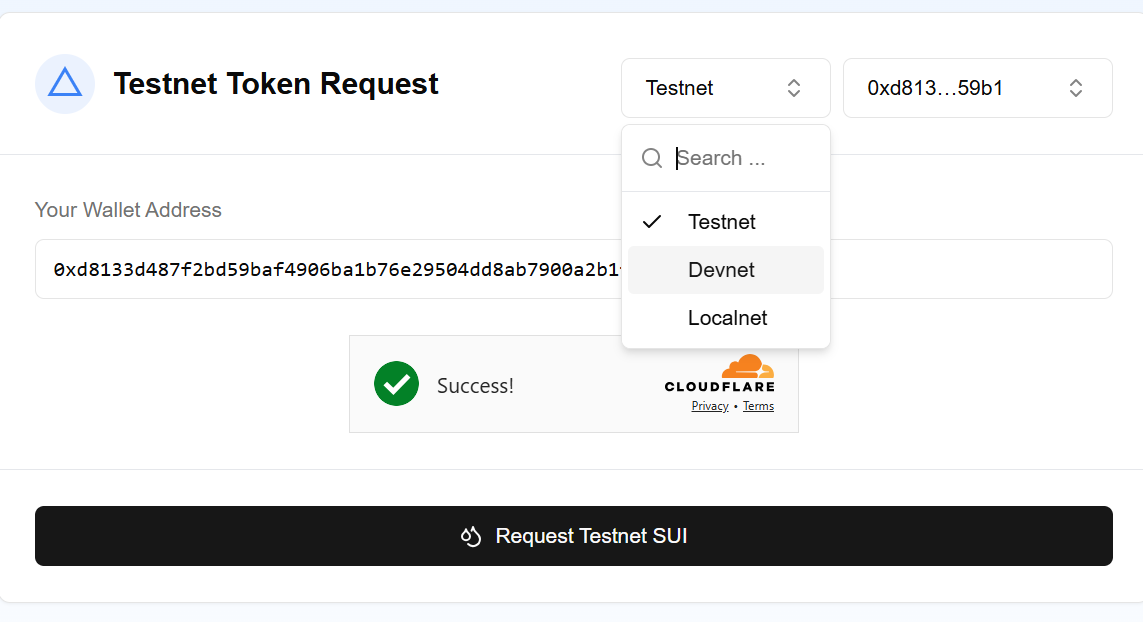 Testnet Token Request
Testnet
0xd813...59b1
Search ...
Testnet
Devnet
Localnet
Your Wallet Address
0xd8133d487f2bd59baf4906ba1b76e29504dd8ab7900a2b1
Success!
CLOUDFLARE
Privacy • Terms
Request Testnet SUI